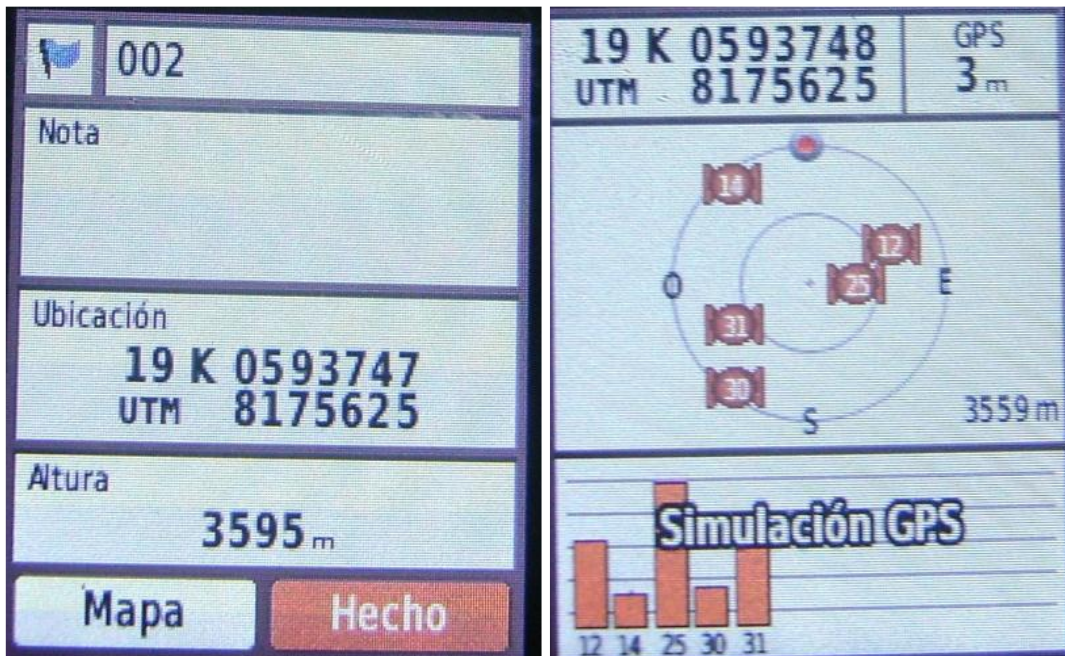 002
Nota
Ubicación
19 K 0593747
UTM 8175625
Altura
3595 m
Mapa
Hecho
19 K 0593748
UTM 8175625
GPS
3 m
14
12
25
31
30
O
E
S
3559 m
Simulación GPS
12 14 25 30 31